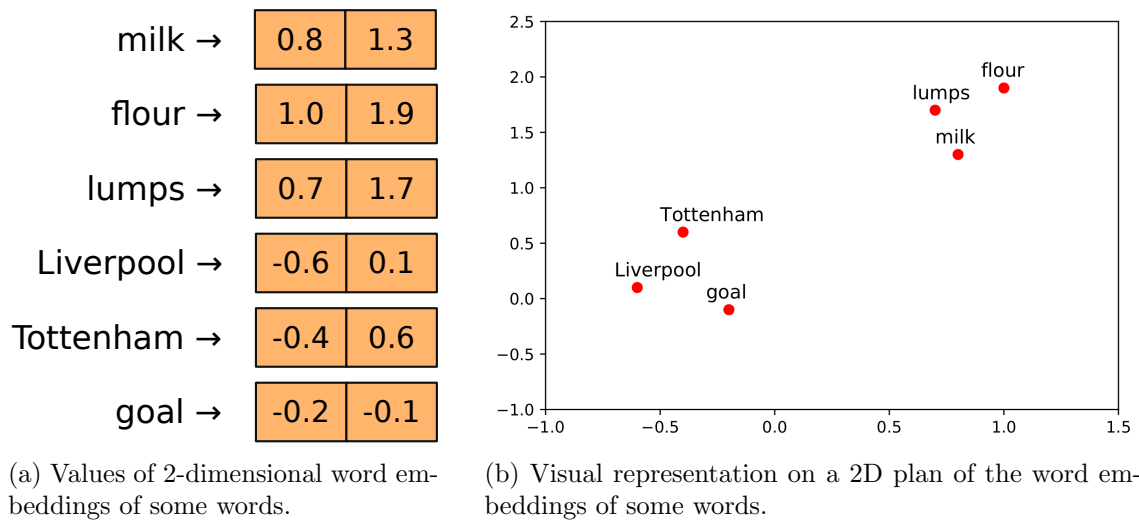 milk → 0.8 1.3
flour → 1.0 1.9
lumps → 0.7 1.7
Liverpool → -0.6 0.1
Tottenham → -0.4 0.6
goal → -0.2 -0.1
(a) Values of 2-dimensional word em-
beddings of some words.
2.5
2.0
1.5
1.0
0.5
0.0
−0.5
−1.0
flour
lumps
milk
Tottenham
Liverpool
goal
−1.0 −0.5 0.0 0.5 1.0 1.5
(b) Visual representation on a 2D plan of the word em-
beddings of some words.